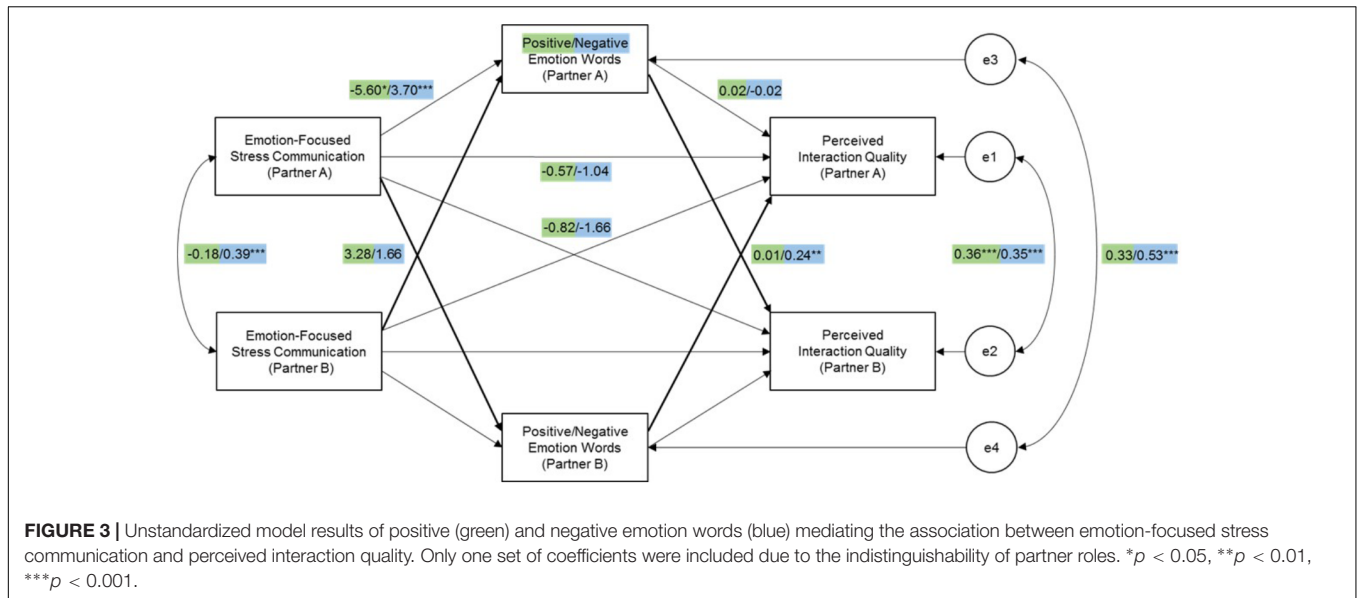 Positive/Negative
Emotion Words
(Partner A)
e3
-5.60*/3.70***
0.02/-0.02
Emotion-Focused
Stress Communication
(Partner A)
Perceived
Interaction Quality
(Partner A)
e1
-0.57/-1.04
-0.82/-1.66
-0.18/0.39***
3.28/1.66
0.01/0.24**
0.36***/0.35***
0.33/0.53***
Emotion-Focused
Stress Communication
(Partner B)
Perceived
Interaction Quality
(Partner B)
e2
Positive/Negative
Emotion Words
(Partner B)
e4
FIGURE 3 | Unstandardized model results of positive (green) and negative emotion words (blue) mediating the association between emotion-focused stress
communication and perceived interaction quality. Only one set of coefficients were included due to the indistinguishability of partner roles. *p < 0.05, **p < 0.01,
***p < 0.001.